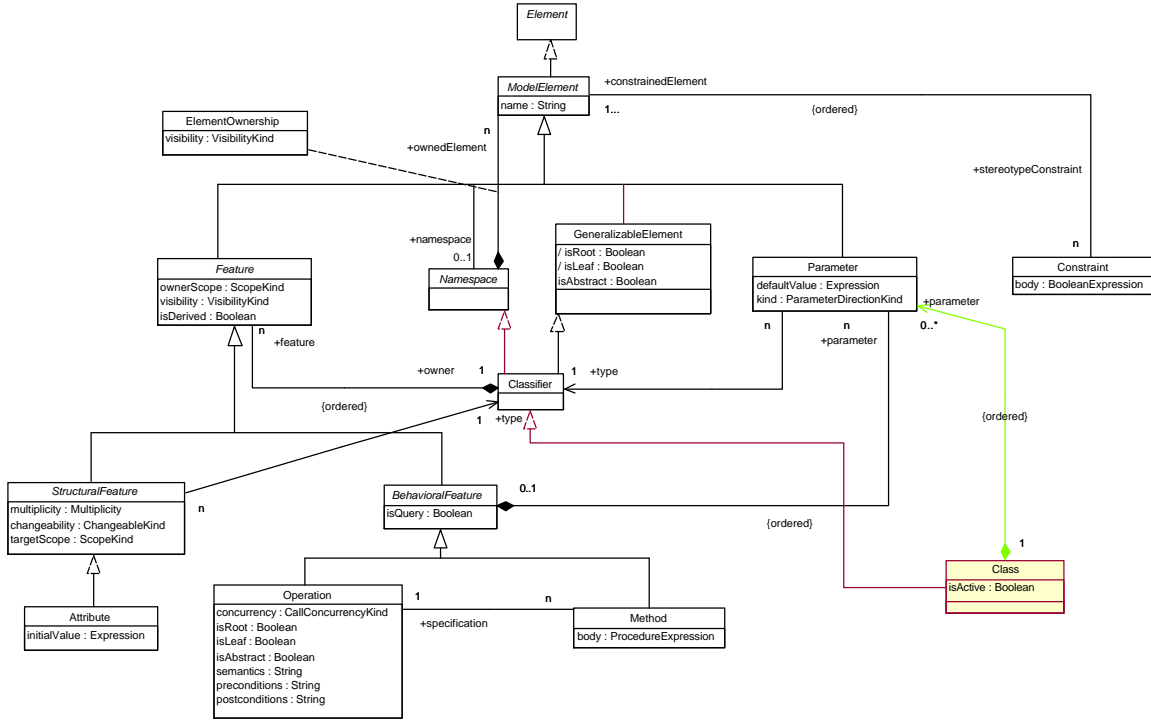 Element
ModelElement
name : String
+constrainedElement
1...
{ordered}
ElementOwnership
visibility : VisibilityKind
n
+ownedElement
+stereotypeConstraint
n
+namespace
0..1
GeneralizableElement
/ isRoot : Boolean
/ isLeaf : Boolean
isAbstract : Boolean
Feature
ownerScope : ScopeKind
visibility : VisibilityKind
isDerived : Boolean
Namespace
Parameter
defaultValue : Expression
kind : ParameterDirectionKind
Constraint
body : BooleanExpression
+parameter
0..*
n
+feature
n
n
+parameter
+owner
1
Classifier
1
+type
{ordered}
1
+type
{ordered}
StructuralFeature
multiplicity : Multiplicity
changeability : ChangeableKind
targetScope : ScopeKind
n
BehavioralFeature
isQuery : Boolean
0..1
{ordered}
1
Class
isActive : Boolean
Attribute
initialValue : Expression
Operation
concurrency : CallConcurrencyKind
isRoot : Boolean
isLeaf : Boolean
isAbstract : Boolean
semantics : String
preconditions : String
postconditions : String
1
+specification
n
Method
body : ProcedureExpression